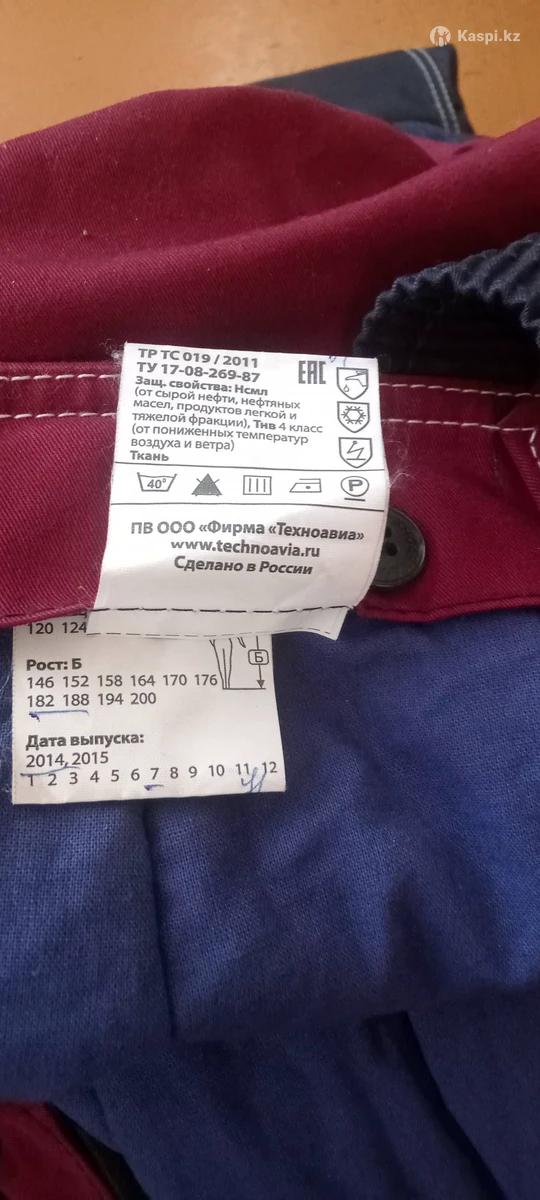 Kaspi.kz
ТР ТС 019 / 2011
ТУ 17-08-269-87
Защ. свойства: Нсмл
(от сырой нефти, нефтяных
масел, продуктов легкой и
тяжелой фракции), Тнв 4 класс
(от пониженных температур
воздуха и ветра)
Ткань
EAC
40°
P
ПВ ООО «Фирма «Техноавиа»
www.technoavia.ru
Сделано в России
120 124
Рост: Б
146 152 158 164 170 176
182 188 194 200
Б
Дата выпуска:
2014, 2015
1 2 3 4 5 6 7 8 9 10 11 12